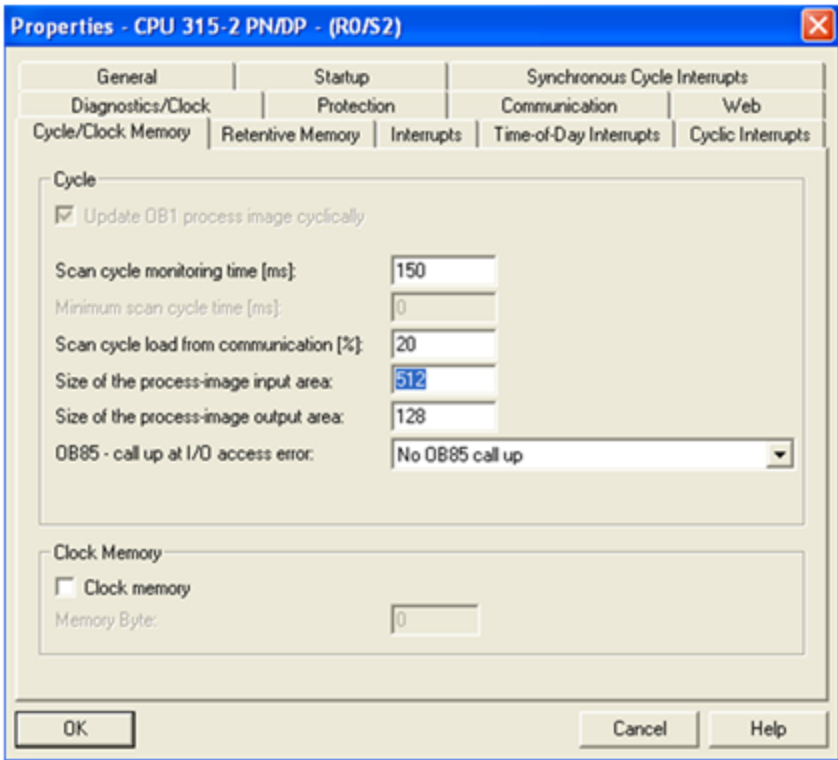 Properties - CPU 315-2 PN/DP - (R0/S2)
General Startup Synchronous Cycle Interrupts
Diagnostics/Clock Protection Communication Web
Cycle/Clock Memory Retentive Memory Interrupts Time-of-Day Interrupts Cyclic Interrupts
Cycle
Update OB1 process image cyclically
Scan cycle monitoring time [ms]: 150
Minimum scan cycle time [ms]: 0
Scan cycle load from communication [%]: 20
Size of the process-image input area: 512
Size of the process-image output area: 128
OB85 - call up at I/O access error: No OB85 call up
Clock Memory
Clock memory
Memory Byte: 0
OK Cancel Help